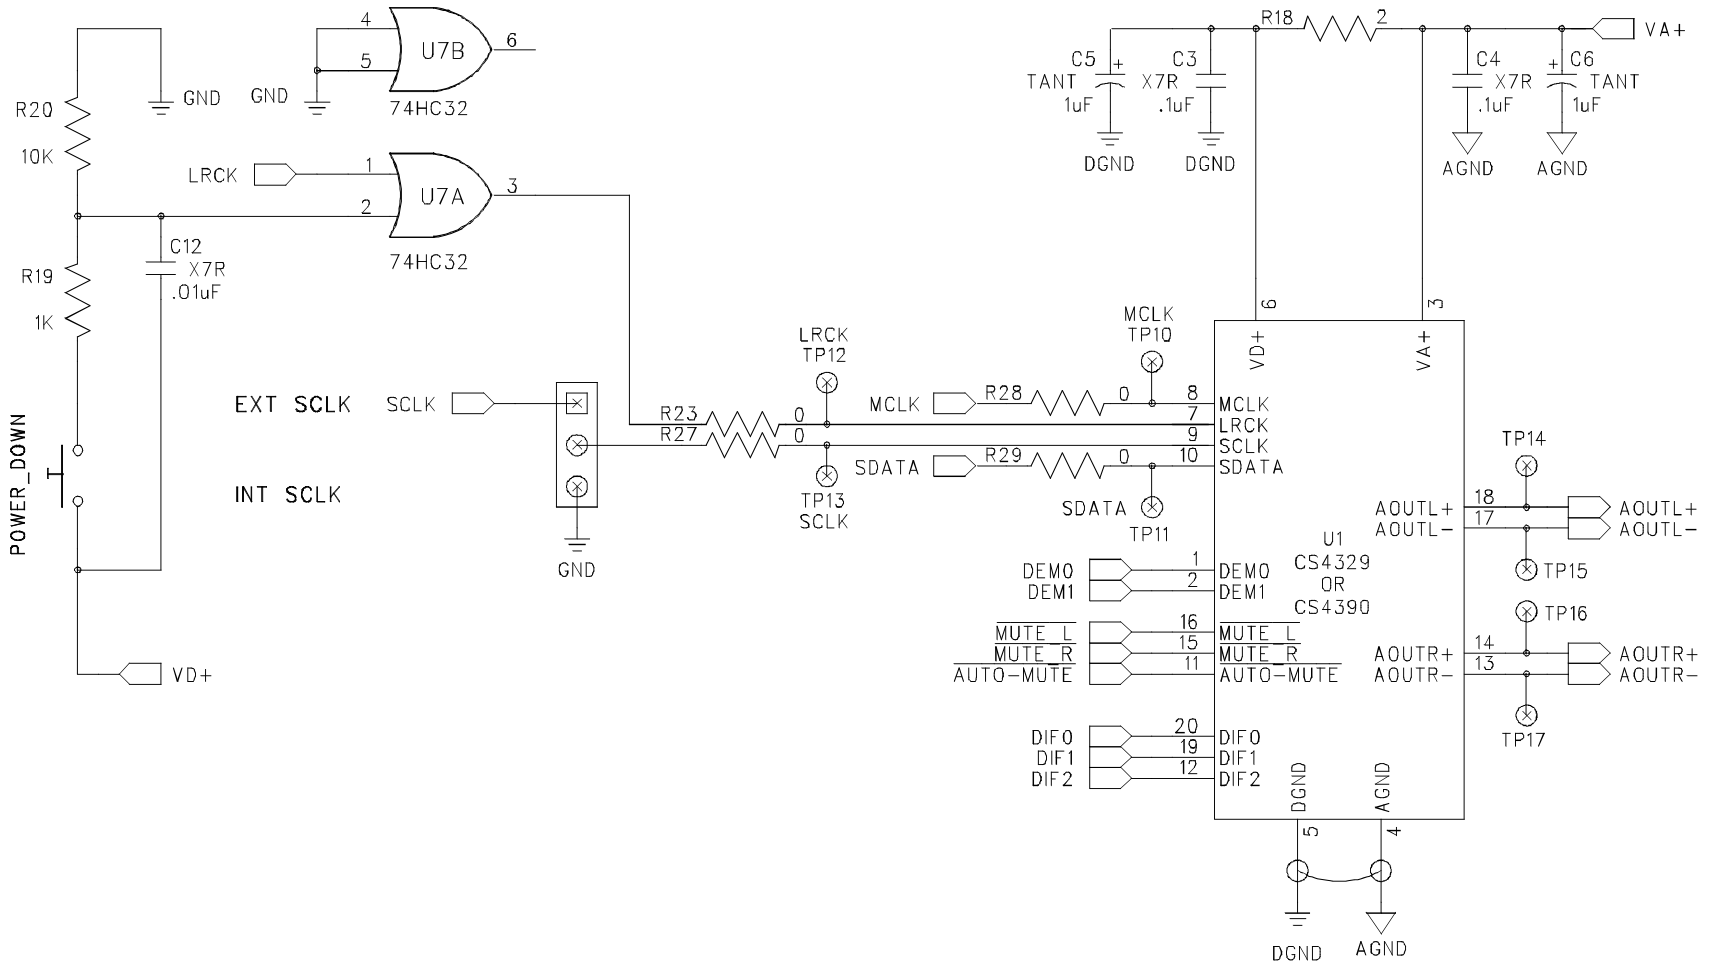 4
5
U7B
6
74HC32
GND
GND
R20
10K
LRCK
1
2
U7A
3
74HC32
C12
X7R
.01uF
R19
1K
POWER_DOWN
VD+
EXT SCLK
SCLK
INT SCLK
GND
R23
0
R27
0
LRCK
TP12
TP13
SCLK
MCLK
TP10
MCLK
R28
0
8
7
9
SDATA
R29
0
10
SDATA
TP11
R18
2
VA+
C5
+
TANT
1uF
DGND
C3
X7R
.1uF
DGND
C4
X7R
.1uF
AGND
C6
+
TANT
1uF
AGND
6
VD+
3
VA+
MCLK
LRCK
SCLK
SDATA
U1
CS4329
OR
CS4390
DEM0
1
DEM0
DEM1
2
DEM1
MUTE_L
16
MUTE_L
MUTE_R
15
MUTE_R
AUTO-MUTE
11
AUTO-MUTE
DIF0
20
DIF0
DIF1
19
DIF1
DIF2
12
DIF2
TP14
AOUTL+
18
AOUTL+
AOUTL-
17
AOUTL-
TP15
TP16
AOUTR+
14
AOUTR+
AOUTR-
13
AOUTR-
TP17
DGND
5
AGND
4
DGND
AGND